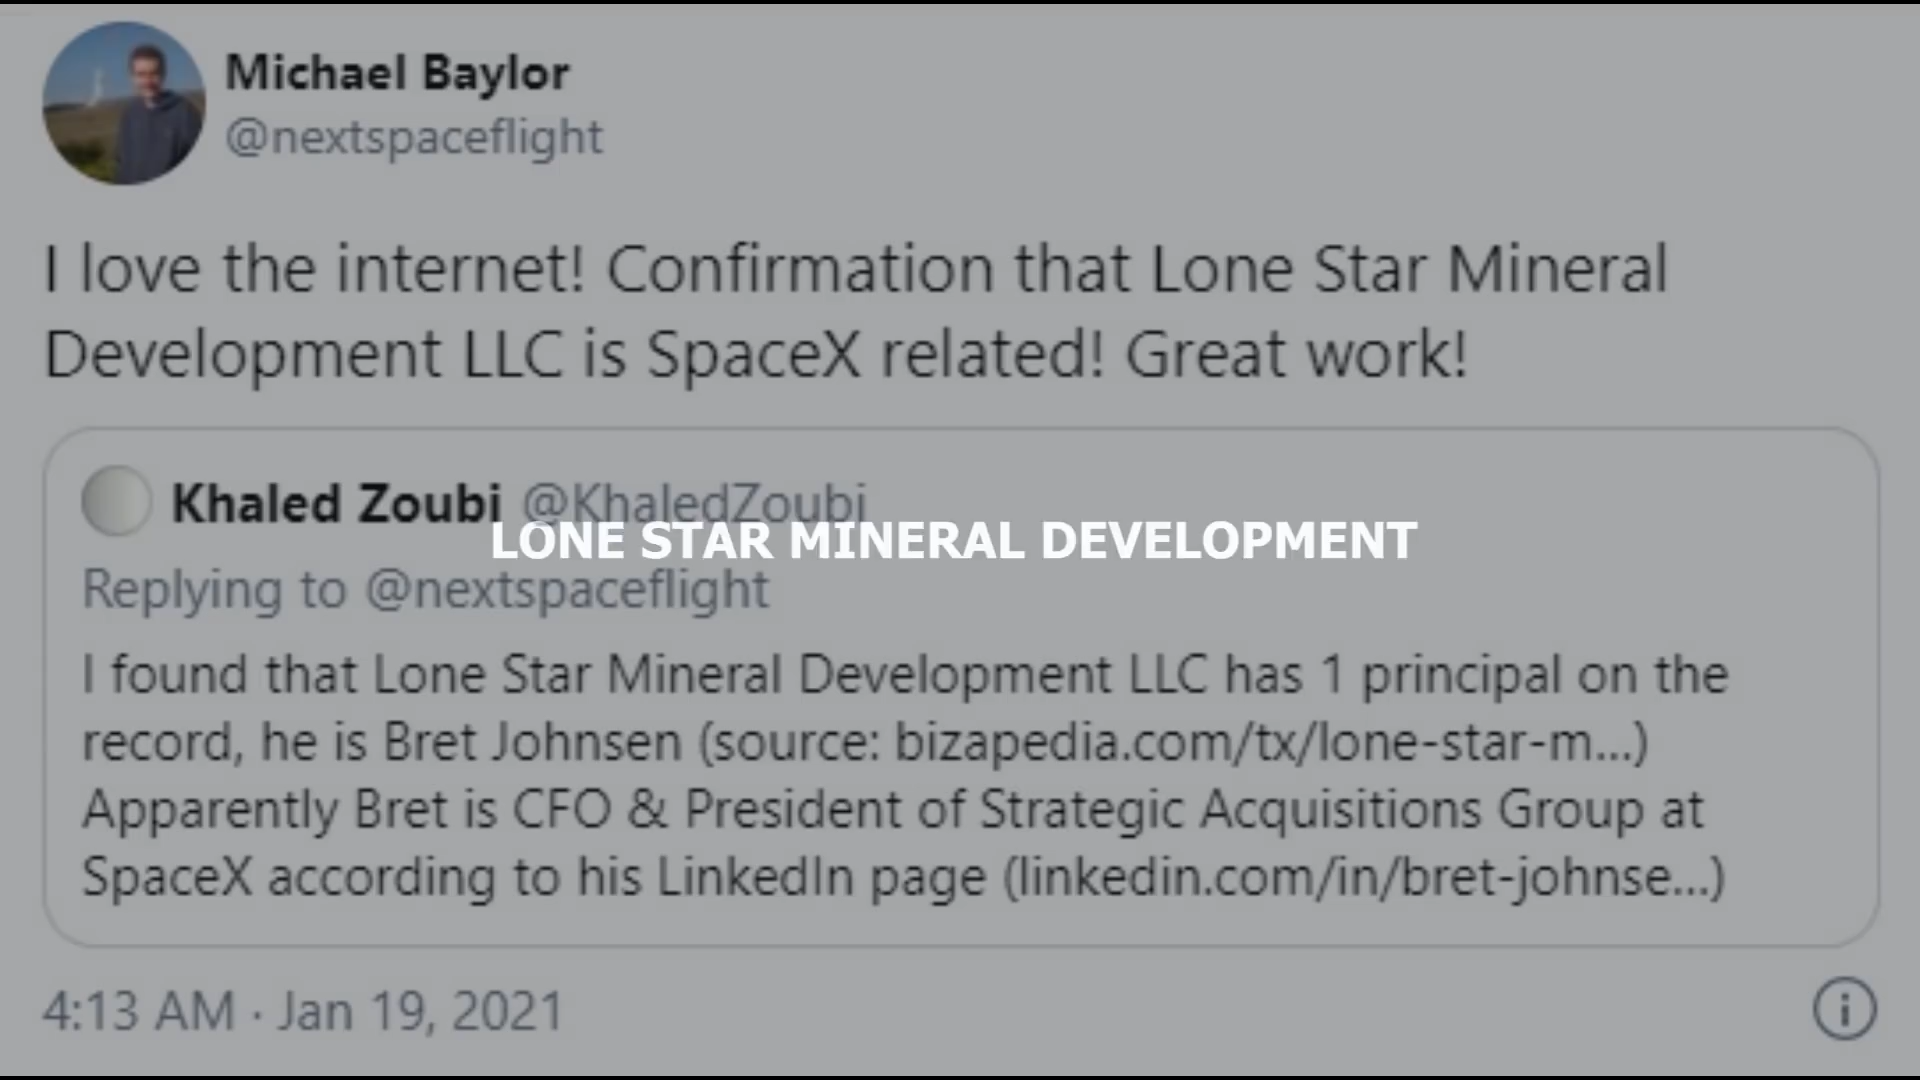 Michael Baylor
@nextspaceflight
I love the internet! Confirmation that Lone Star Mineral
Development LLC is SpaceX related! Great work!
Khaled Zoubi @KhaledZoubi
LONE STAR MINERAL DEVELOPMENT
Replying to @nextspaceflight
I found that Lone Star Mineral Development LLC has 1 principal on the
record, he is Bret Johnsen (source: bizapedia.com/tx/lone-star-m...)
Apparently Bret is CFO & President of Strategic Acquisitions Group at
SpaceX according to his LinkedIn page (linkedin.com/in/bret-johnse...)
4:13 AM · Jan 19, 2021